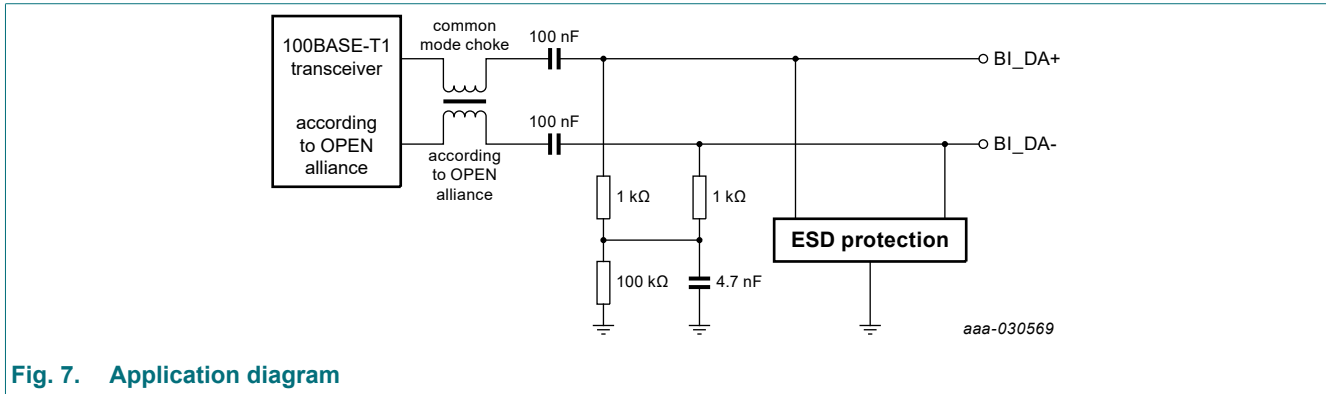 100BASE-T1
transceiver
according
to OPEN
alliance
common
mode choke
according
to OPEN
alliance
100 nF
100 nF
BI_DA+
BI_DA-
1 kΩ
1 kΩ
100 kΩ
4.7 nF
ESD protection
aaa-030569
Fig. 7. Application diagram